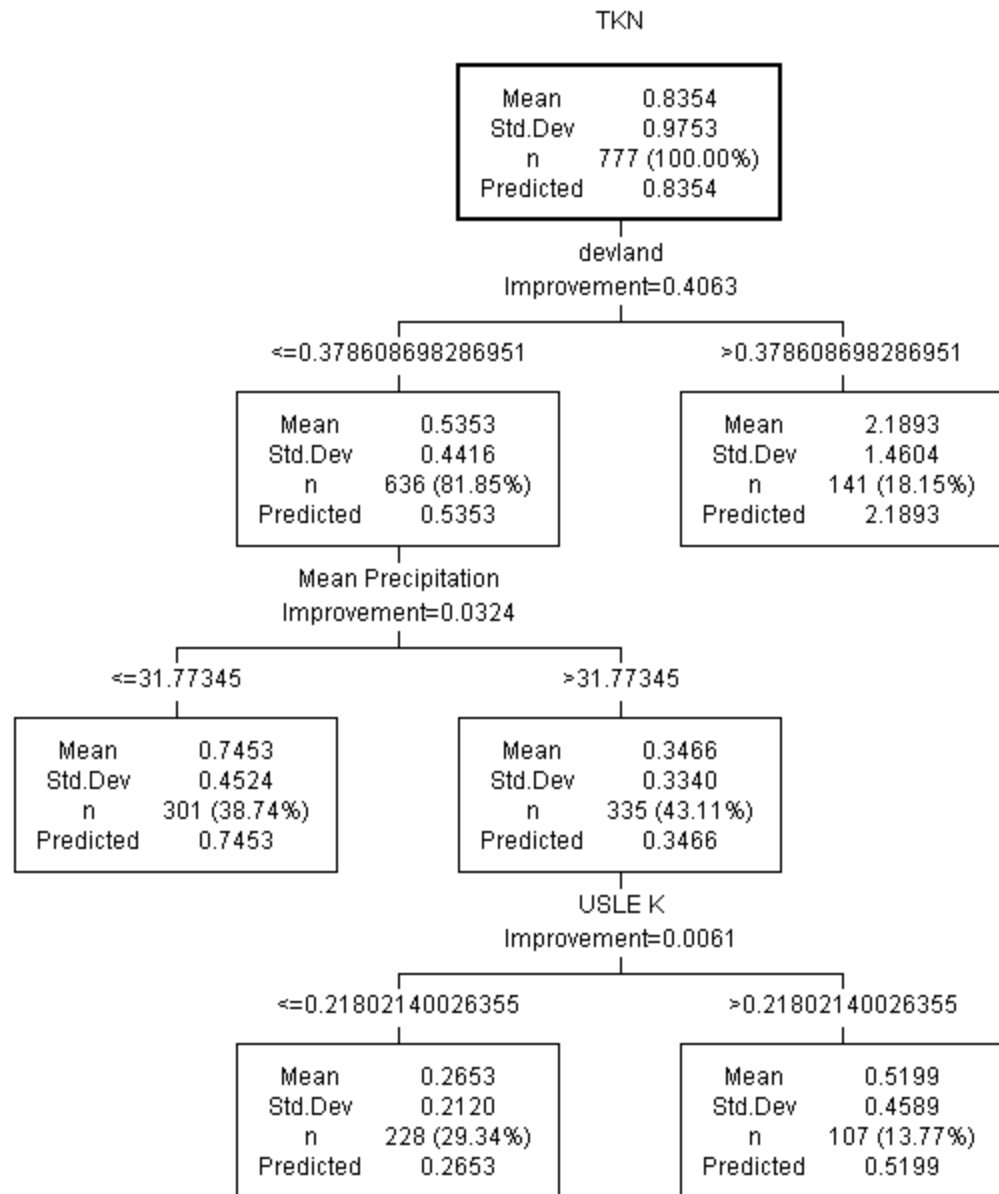 TKN
Mean 0.8354
Std.Dev 0.9753
n 777 (100.00%)
Predicted 0.8354
devland
Improvement=0.4063
<=0.378608698286951 >0.378608698286951
Mean 0.5353
Std.Dev 0.4416
n 636 (81.85%)
Predicted 0.5353
Mean 2.1893
Std.Dev 1.4604
n 141 (18.15%)
Predicted 2.1893
Mean Precipitation
Improvement=0.0324
<=31.77345 >31.77345
Mean 0.7453
Std.Dev 0.4524
n 301 (38.74%)
Predicted 0.7453
Mean 0.3466
Std.Dev 0.3340
n 335 (43.11%)
Predicted 0.3466
USLE K
Improvement=0.0061
<=0.21802140026355 >0.21802140026355
Mean 0.2653
Std.Dev 0.2120
n 228 (29.34%)
Predicted 0.2653
Mean 0.5199
Std.Dev 0.4589
n 107 (13.77%)
Predicted 0.5199